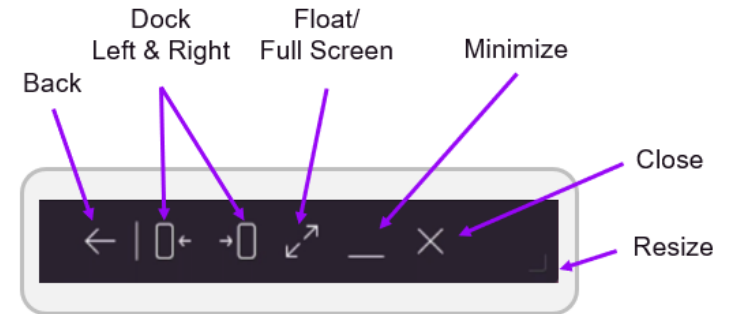 Dock
Left & Right
Float/
Full Screen
Minimize
Back
Close
Resize